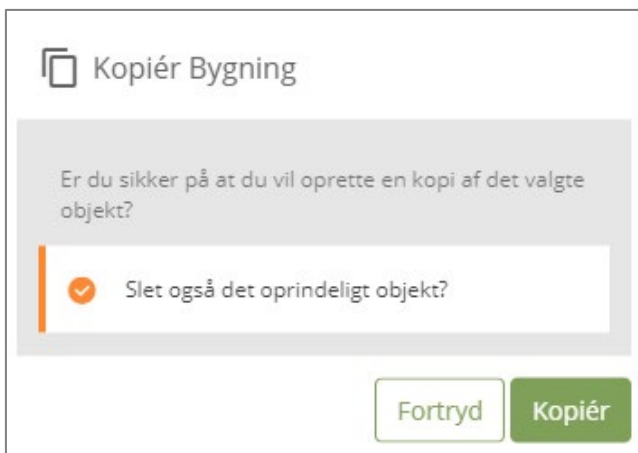 Kopiér Bygning
Er du sikker på at du vil oprette en kopi af det valgte
objekt?
Slet også det oprindeligt objekt?
Fortryd Kopiér